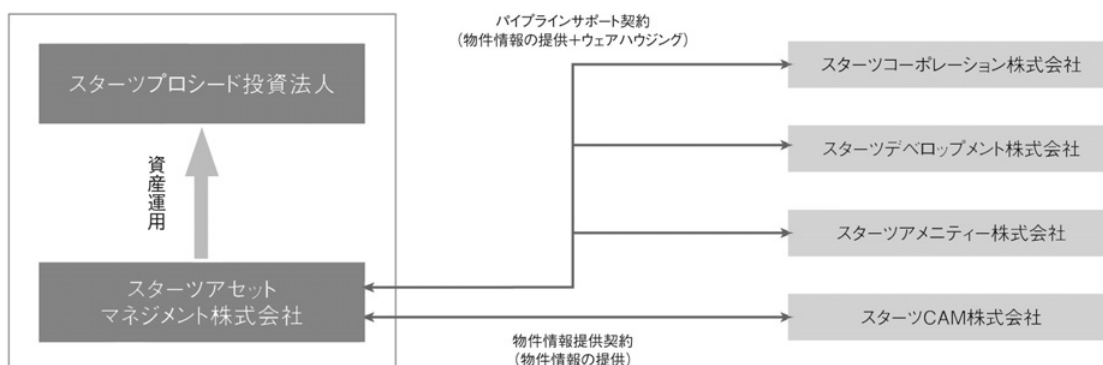 パイプラインサポート契約
(物件情報の提供+ウェアハウジング)
スターツプロシード投資法人
スターツコーポレーション株式会社
スターツデベロップメント株式会社
資産運用
スターツアメニティー株式会社
スターツアセット
マネジメント株式会社
スターツCAM株式会社
物件情報提供契約
(物件情報の提供)